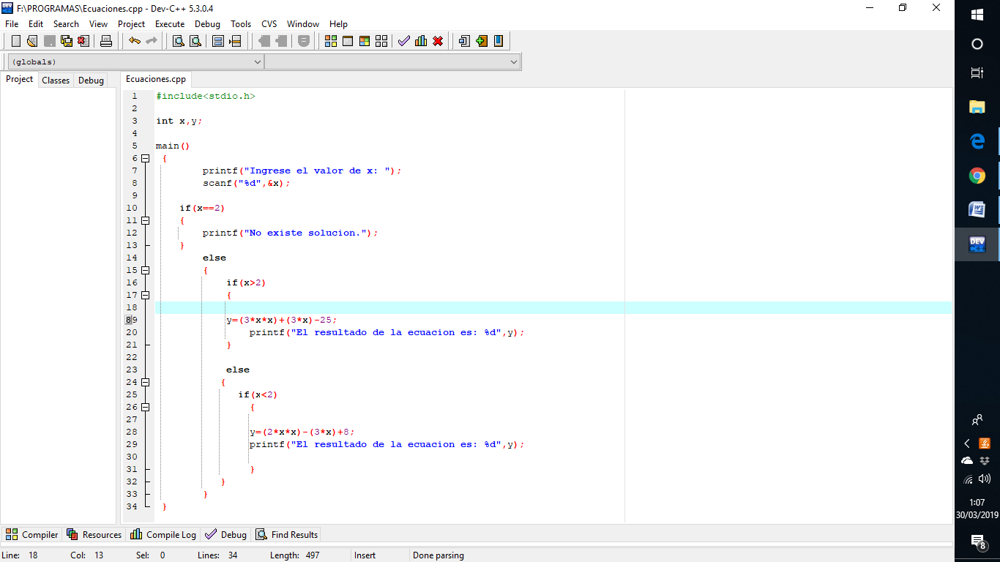 F:\PROGRAMAS\Ecuaciones.cpp - Dev-C++ 5.3.0.4
File Edit Search View Project Execute Debug Tools CVS Window Help
(globals)
Project Classes Debug
Ecuaciones.cpp
1 #include<stdio.h>
2
3 int x,y;
4
5 main()
6 {
7 printf("Ingrese el valor de x: ");
8 scanf("%d",&x);
9
10 if(x==2)
11 {
12 printf("No existe solucion.");
13 }
14 else
15 {
16 if(x>2)
17 {
18
89 y=(3*x*x)+(3*x)-25;
20 printf("El resultado de la ecuacion es: %d",y);
21 }
22
23 else
24 {
25 if(x<2)
26 {
27
28 y=(2*x*x)-(3*x)+8;
29 printf("El resultado de la ecuacion es: %d",y);
30
31 }
32 }
33 }
34 }
Compiler Resources Compile Log Debug Find Results
Line: 18 Col: 13 Sel: 0 Lines: 34 Length: 497 Insert Done parsing
DEV
1:07
30/03/2019
8